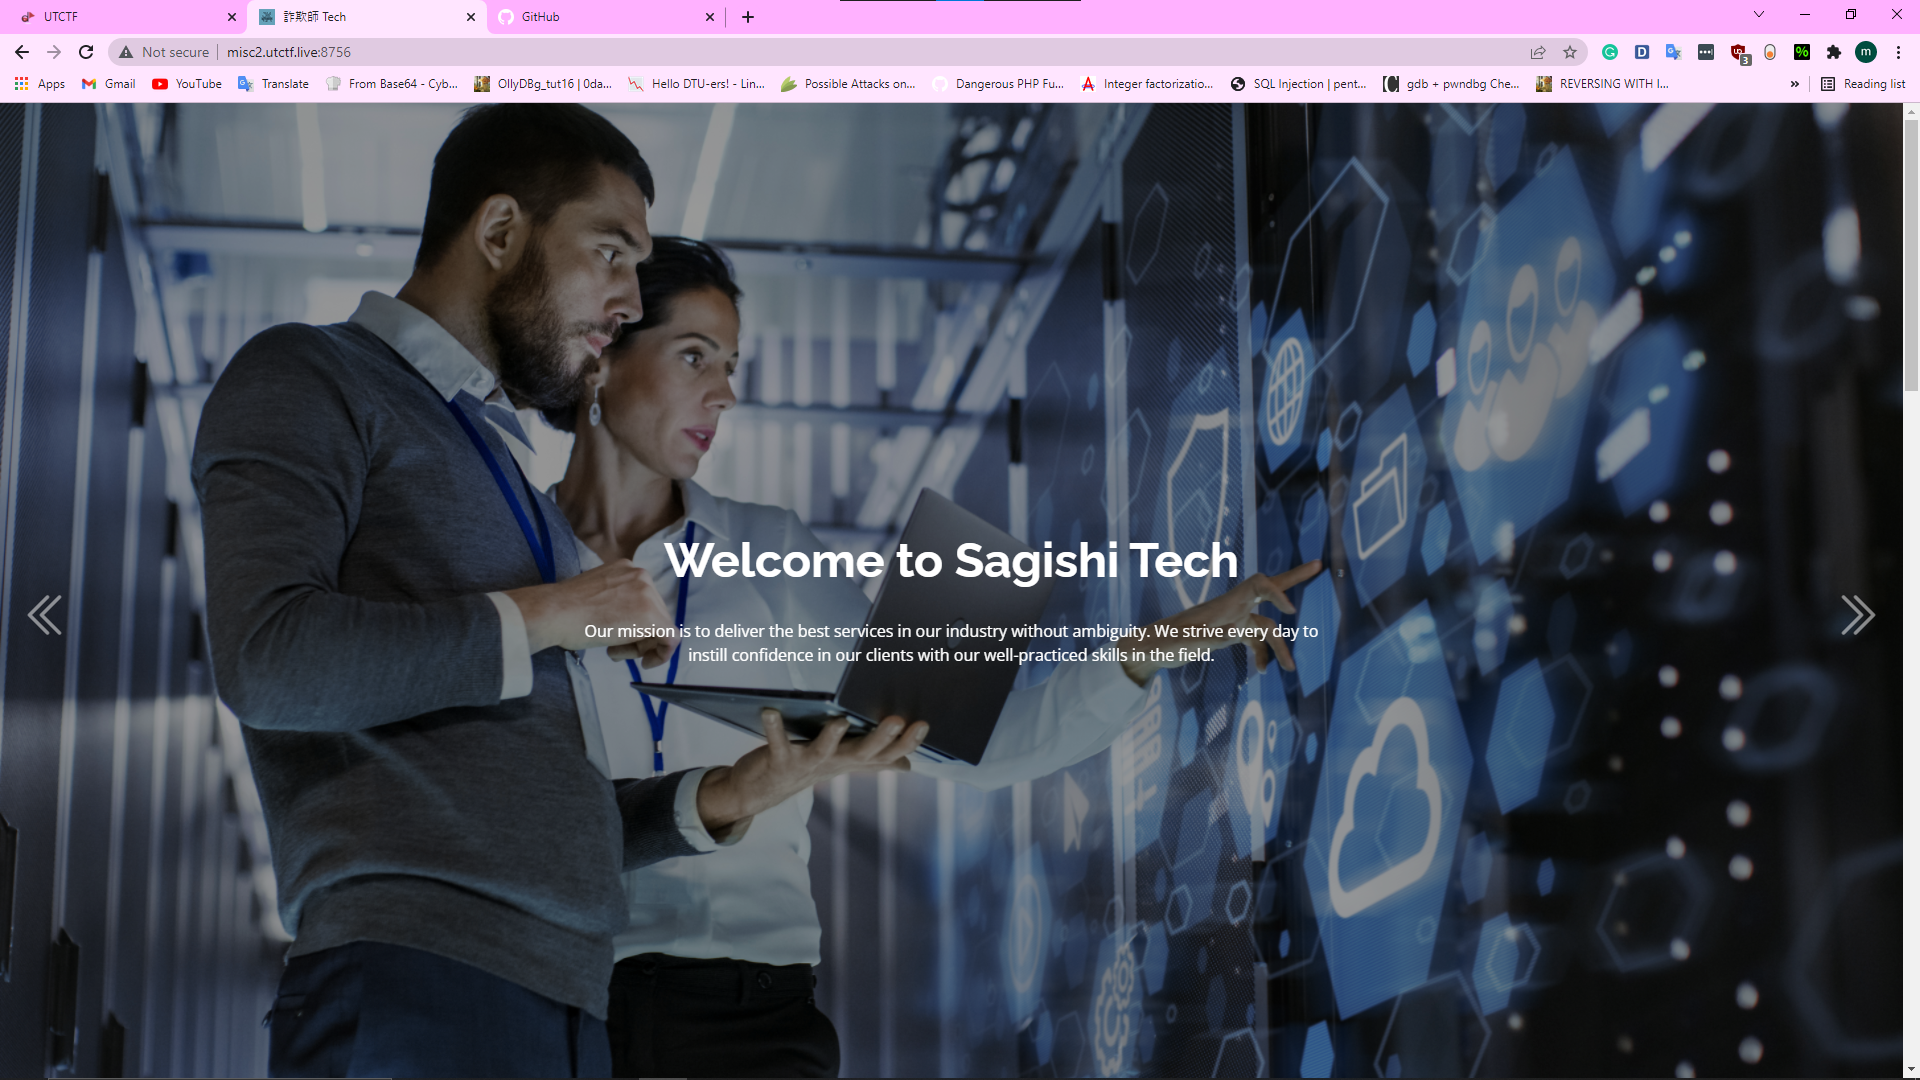 UTCTF
詐欺師 Tech
GitHub
Not secure
misc2.utctf.live:8756
3
m
Apps
Gmail
YouTube
Translate
From Base64 - Cyb...
OllyDBg_tut16 | 0da...
Hello DTU-ers! - Lin...
Possible Attacks on...
Dangerous PHP Fu...
Integer factorizatio...
SQL Injection | pent...
gdb + pwndbg Che...
REVERSING WITH I...
»
Reading list
Welcome to Sagishi Tech
Our mission is to deliver the best services in our industry without ambiguity. We strive every day to
instill confidence in our clients with our well-practiced skills in the field.